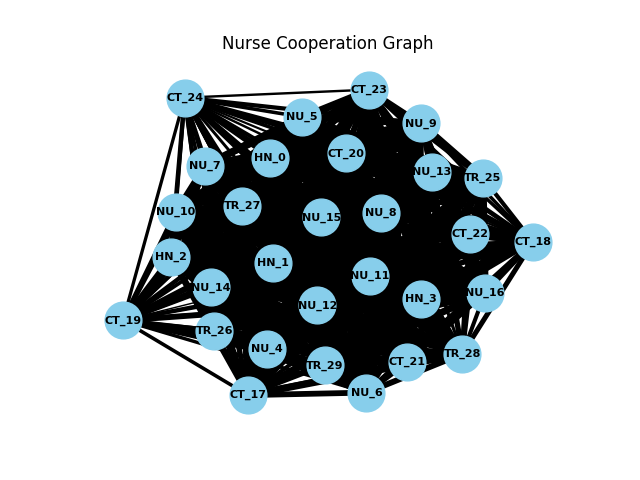 Nurse Cooperation Graph
CT_24
CT_23
NU_5
NU_9
CT_20
HN_0
NU_7
NU_13
TR_25
TR_27
NU_10
NU_15
NU_8
CT_22
CT_18
HN_2
HN_1
NU_11
NU_14
NU_16
HN_3
NU_12
CT_19
TR_26
NU_4
TR_28
CT_21
TR_29
NU_6
CT_17